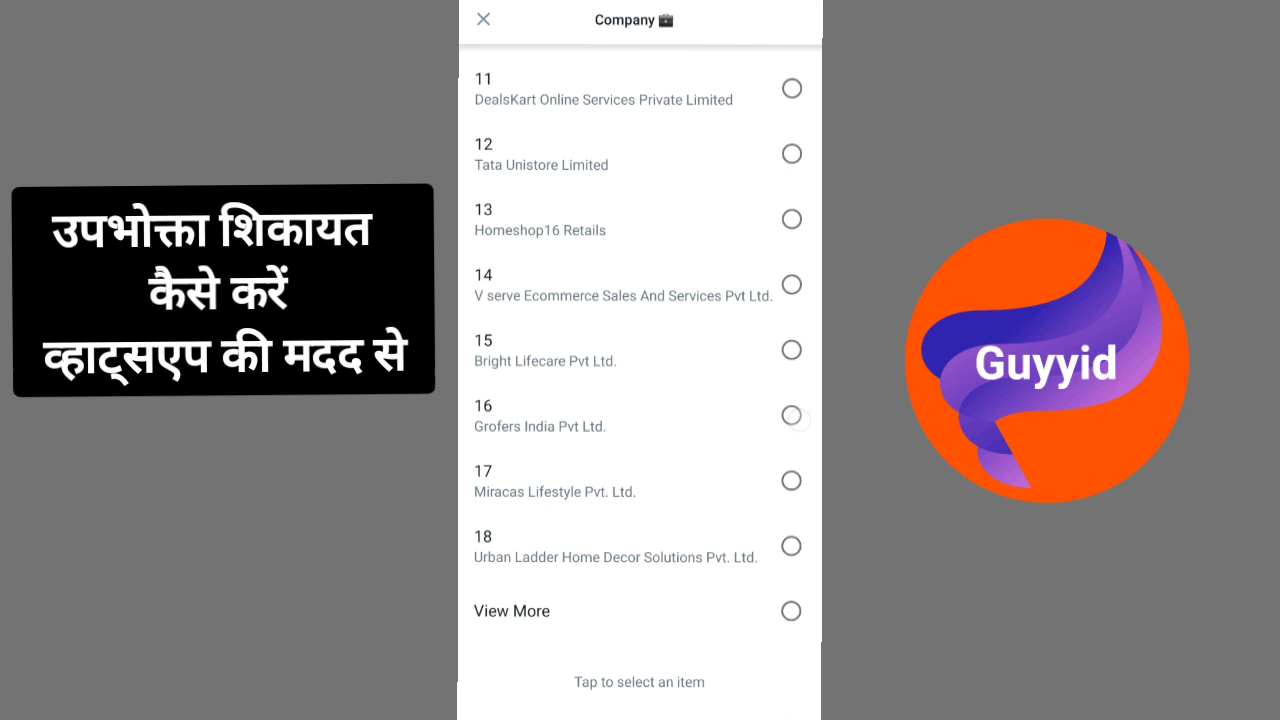 उपभोक्ता शिकायत
कैसे करें
व्हाट्सएप की मदद से
Company 💼
11
DealsKart Online Services Private Limited
12
Tata Unistore Limited
13
Homeshop16 Retails
14
V serve Ecommerce Sales And Services Pvt Ltd.
15
Bright Lifecare Pvt Ltd.
16
Grofers India Pvt Ltd.
17
Miracas Lifestyle Pvt. Ltd.
18
Urban Ladder Home Decor Solutions Pvt. Ltd.
View More
Tap to select an item
Guyyid